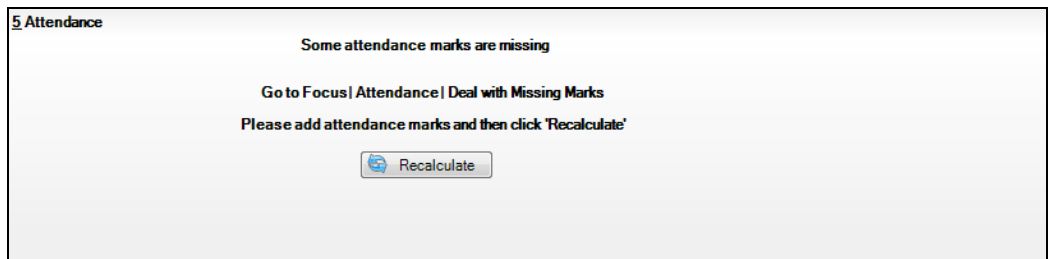 5 Attendance
Some attendance marks are missing
Go to Focus | Attendance | Deal with Missing Marks
Please add attendance marks and then click 'Recalculate'
Recalculate